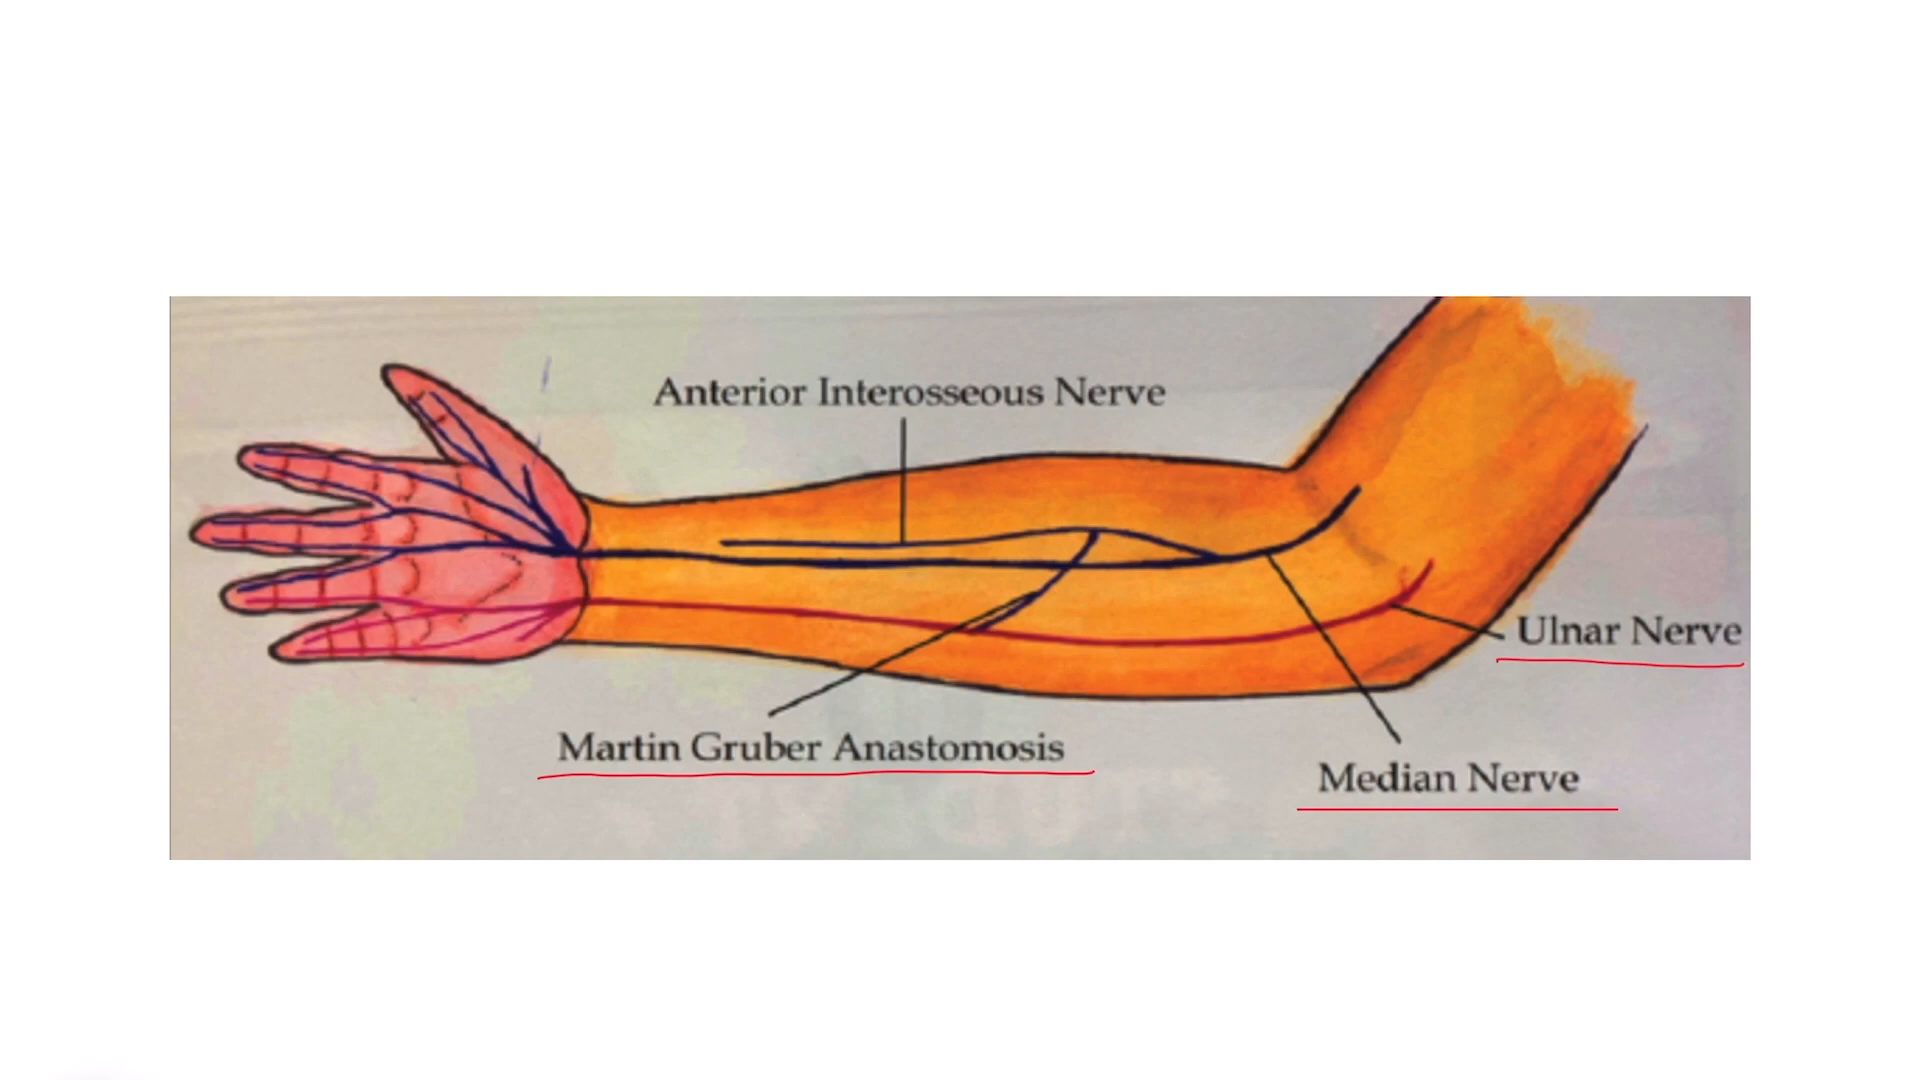 Anterior Interosseous Nerve
Ulnar Nerve
Martin Gruber Anastomosis
Median Nerve